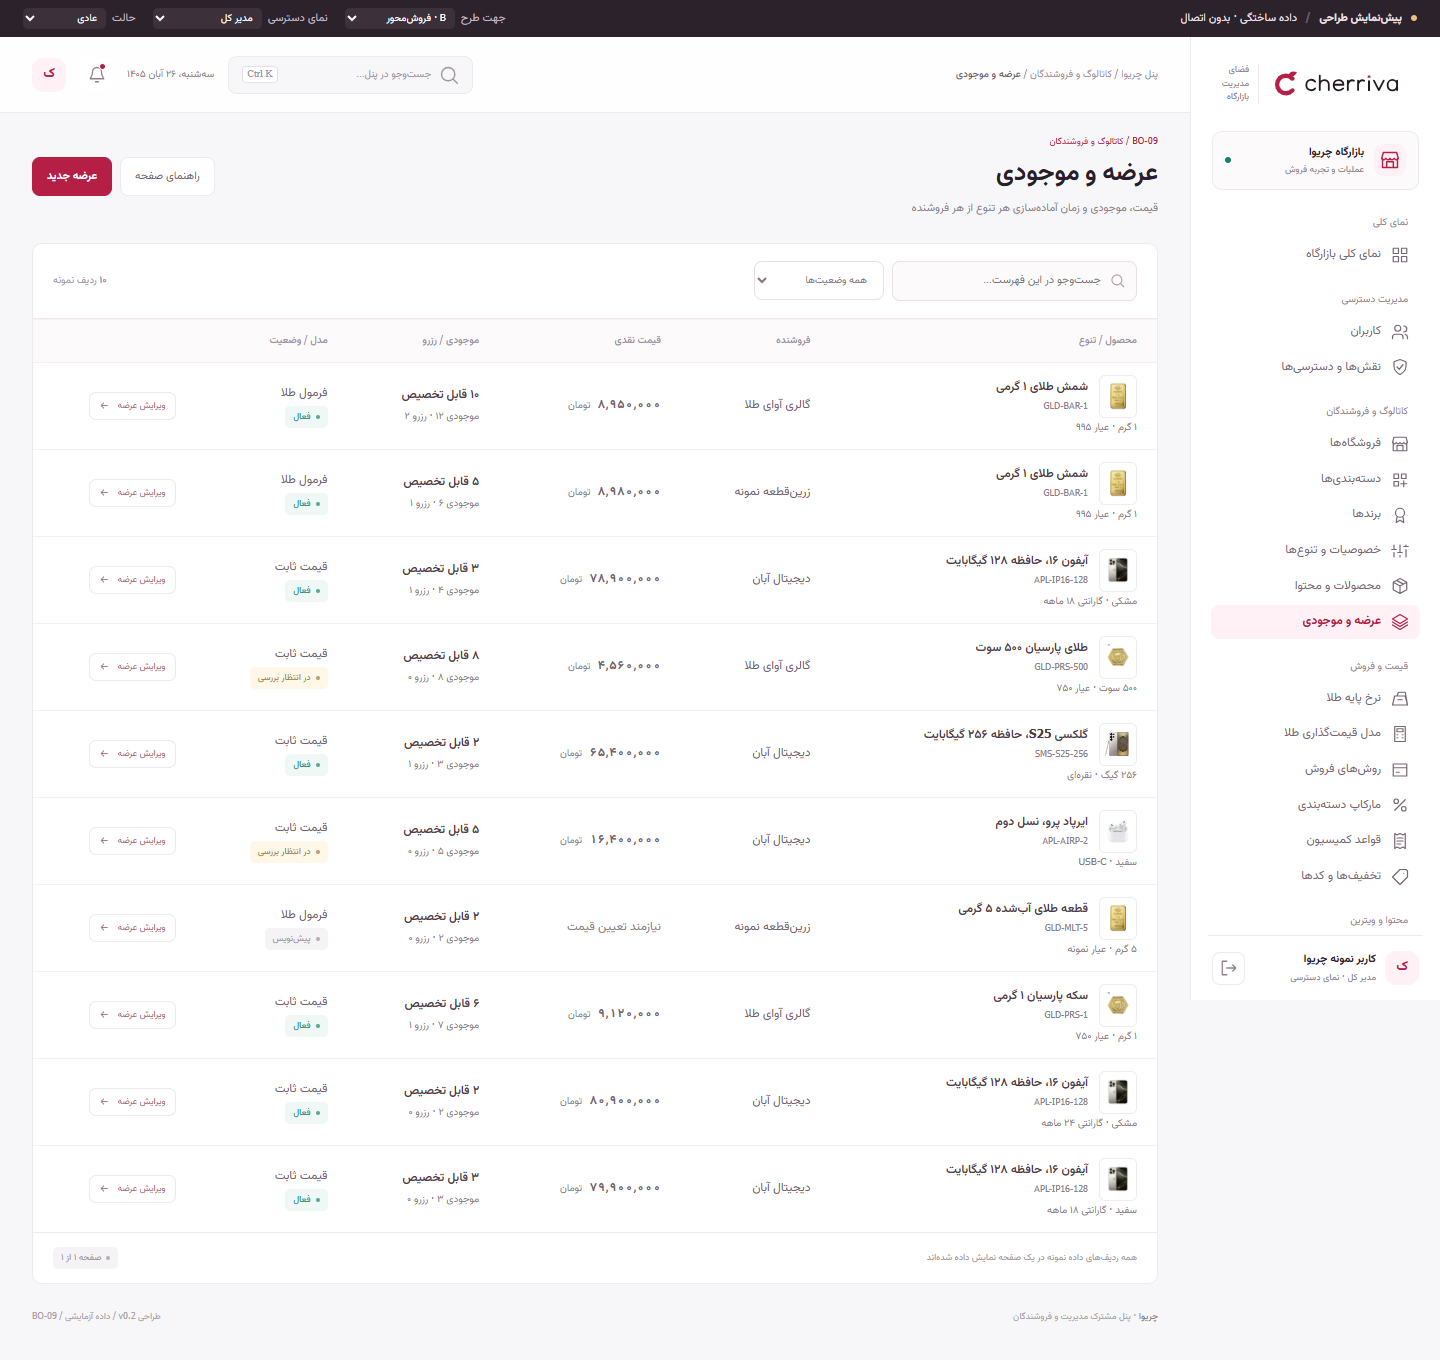 پیش‌نمایش طراحی / داده ساختگی · بدون اتصال
جهت طرح B · فروش‌محور نمای دسترسی مدیر کل حالت عادی
cherriva
فضای
مدیریت
بازارگاه
بازارگاه چریوا
عملیات و تجربه فروش
نمای کلی
نمای کلی بازارگاه
مدیریت دسترسی
کاربران
نقش‌ها و دسترسی‌ها
کاتالوگ و فروشندگان
فروشگاه‌ها
دسته‌بندی‌ها
برندها
خصوصیات و تنوع‌ها
محصولات و محتوا
عرضه و موجودی
قیمت و فروش
نرخ پایه طلا
مدل قیمت‌گذاری طلا
روش‌های فروش
مارکاپ دسته‌بندی
قواعد کمیسیون
تخفیف‌ها و کدها
محتوا و ویترین
ک
کاربر نمونه چریوا
مدیر کل · نمای دسترسی
پنل چریوا / کاتالوگ و فروشندگان / عرضه و موجودی
جست‌وجو در پنل... Ctrl K
سه‌شنبه، ۲۶ آبان ۱۴۰۵
ک
BO-09 / کاتالوگ و فروشندگان
عرضه و موجودی
قیمت، موجودی و زمان آماده‌سازی هر تنوع از هر فروشنده
راهنمای صفحه
عرضه جدید
جست‌وجو در این فهرست...
همه وضعیت‌ها
۱۰ ردیف نمونه
محصول / تنوع فروشنده قیمت نقدی موجودی / رزرو مدل / وضعیت
شمش طلای ۱ گرمی
GLD-BAR-1
۱ گرم · عیار ۹۹۵
گالری آوای طلا
۸,۹۵۰,۰۰۰ تومان
۱۰ قابل تخصیص
موجودی ۱۲ · رزرو ۲
فرمول طلا
فعال
ویرایش عرضه ←
شمش طلای ۱ گرمی
GLD-BAR-1
۱ گرم · عیار ۹۹۵
زرین‌قطعه نمونه
۸,۹۸۰,۰۰۰ تومان
۵ قابل تخصیص
موجودی ۶ · رزرو ۱
فرمول طلا
فعال
ویرایش عرضه ←
آیفون ۱۶، حافظه ۱۲۸ گیگابایت
APL-IP16-128
مشکی · گارانتی ۱۸ ماهه
دیجیتال آبان
۷۸,۹۰۰,۰۰۰ تومان
۳ قابل تخصیص
موجودی ۴ · رزرو ۱
قیمت ثابت
فعال
ویرایش عرضه ←
طلای پارسیان ۵۰۰ سوت
GLD-PRS-500
۵۰۰ سوت · عیار ۷۵۰
گالری آوای طلا
۴,۵۶۰,۰۰۰ تومان
۸ قابل تخصیص
موجودی ۸ · رزرو ۰
قیمت ثابت
در انتظار بررسی
ویرایش عرضه ←
گلکسی S25، حافظه ۲۵۶ گیگابایت
SMS-S25-256
۲۵۶ گیگ · نقره‌ای
دیجیتال آبان
۶۵,۴۰۰,۰۰۰ تومان
۲ قابل تخصیص
موجودی ۳ · رزرو ۱
قیمت ثابت
فعال
ویرایش عرضه ←
ایرپاد پرو، نسل دوم
APL-AIRP-2
سفید · USB-C
دیجیتال آبان
۱۶,۴۰۰,۰۰۰ تومان
۵ قابل تخصیص
موجودی ۵ · رزرو ۰
قیمت ثابت
در انتظار بررسی
ویرایش عرضه ←
قطعه طلای آب‌شده ۵ گرمی
GLD-MLT-5
۵ گرم · عیار نمونه
زرین‌قطعه نمونه
نیازمند تعیین قیمت
۲ قابل تخصیص
موجودی ۲ · رزرو ۰
فرمول طلا
پیش‌نویس
ویرایش عرضه ←
سکه پارسیان ۱ گرمی
GLD-PRS-1
۱ گرم · عیار ۷۵۰
گالری آوای طلا
۹,۱۲۰,۰۰۰ تومان
۶ قابل تخصیص
موجودی ۷ · رزرو ۱
قیمت ثابت
فعال
ویرایش عرضه ←
آیفون ۱۶، حافظه ۱۲۸ گیگابایت
APL-IP16-128
مشکی · گارانتی ۲۴ ماهه
دیجیتال آبان
۸۰,۹۰۰,۰۰۰ تومان
۲ قابل تخصیص
موجودی ۲ · رزرو ۰
قیمت ثابت
فعال
ویرایش عرضه ←
آیفون ۱۶، حافظه ۱۲۸ گیگابایت
APL-IP16-128
سفید · گارانتی ۱۸ ماهه
دیجیتال آبان
۷۹,۹۰۰,۰۰۰ تومان
۳ قابل تخصیص
موجودی ۳ · رزرو ۰
قیمت ثابت
فعال
ویرایش عرضه ←
همه ردیف‌های داده نمونه در یک صفحه نمایش داده شده‌اند
صفحه ۱ از ۱
چریوا · پنل مشترک مدیریت و فروشندگان
طراحی v0.2 / داده آزمایشی / BO-09